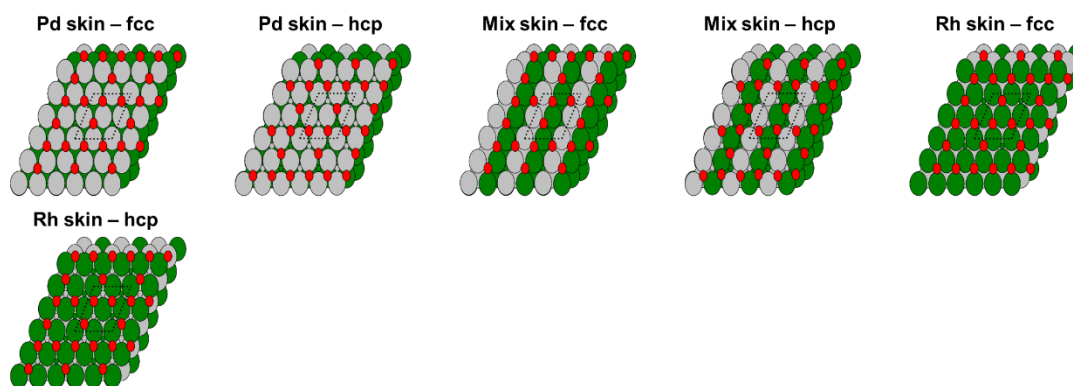 Pd skin – fcc
Pd skin – hcp
Mix skin – fcc
Mix skin – hcp
Rh skin – fcc
Rh skin – hcp